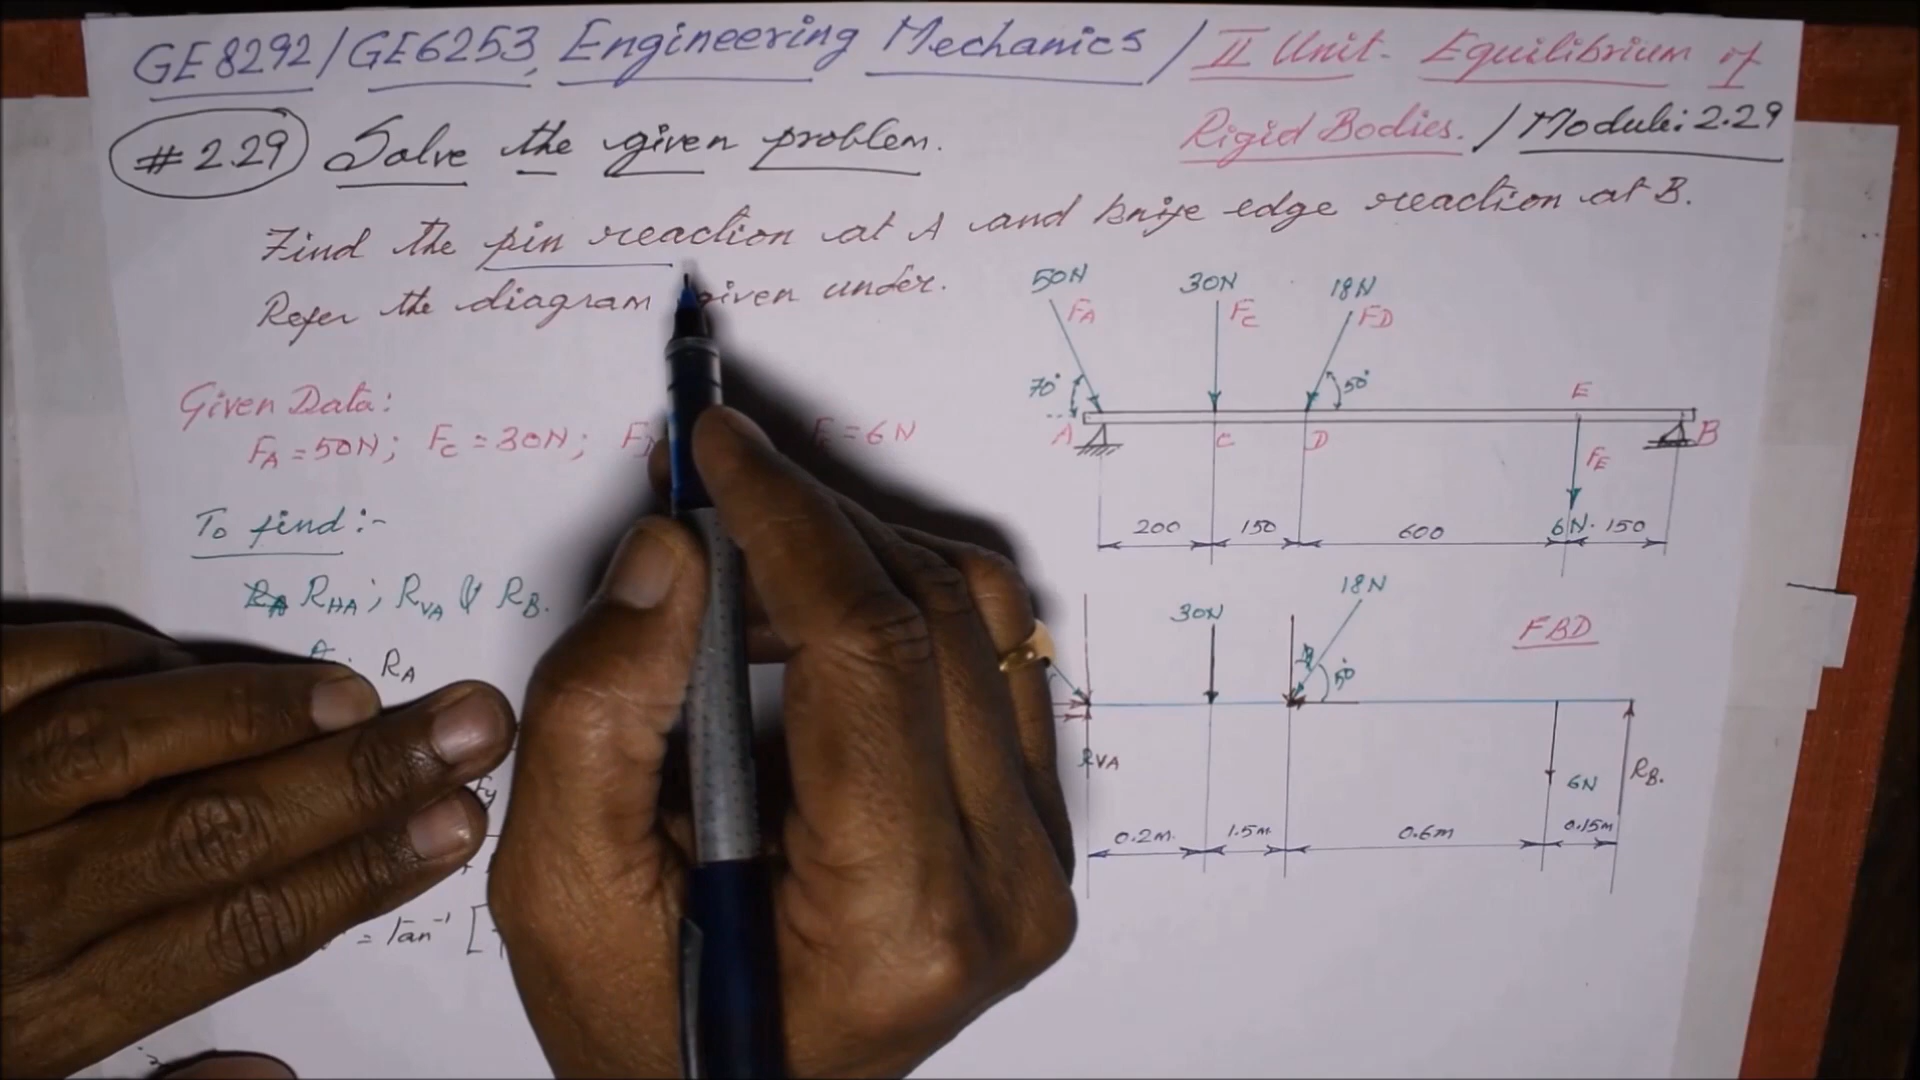 GE8292/GE6253, Engineering Mechanics / II Unit - Equilibrium of
Rigid Bodies. / Module: 2.29
#2.29 Solve the given problem.
Find the pin reaction at A and knife edge reaction at B.
Refer the diagram given under.
Given Data:
FA = 50N; FC = 30N; = 6N
To find:-
RHA; RVA & RB.
RA
Fy
= Tan⁻¹ [
50N 30N 18N
FA FC FD
70° 50° E
A C D B
FE
200 150 600 6N. 150
18N
30N FBD
50°
RVA 6N RB.
0.2m. 1.5m 0.6m 0.15m